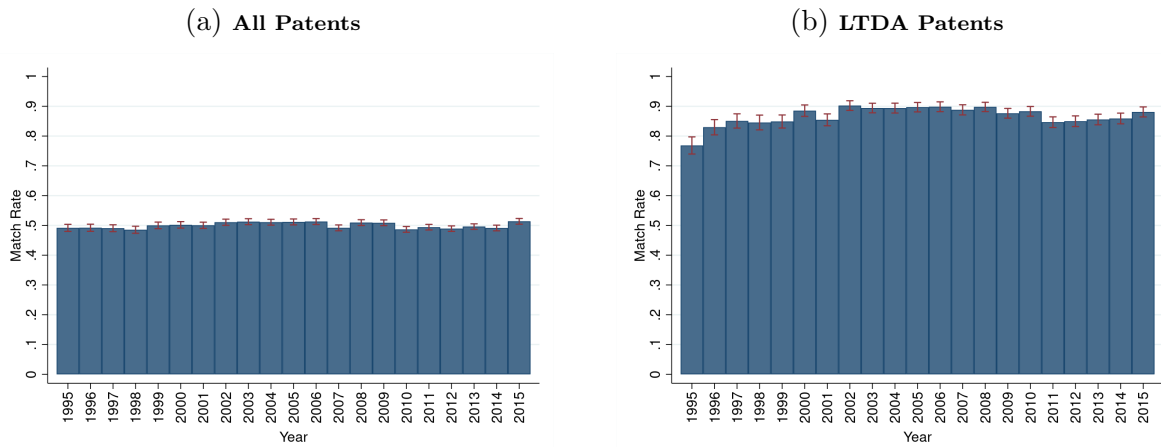 (a) All Patents
Match Rate
0 .1 .2 .3 .4 .5 .6 .7 .8 .9 1
1995 1996 1997 1998 1999 2000 2001 2002 2003 2004 2005 2006 2007 2008 2009 2010 2011 2012 2013 2014 2015
Year
(b) LTDA Patents
Match Rate
0 .1 .2 .3 .4 .5 .6 .7 .8 .9 1
1995 1996 1997 1998 1999 2000 2001 2002 2003 2004 2005 2006 2007 2008 2009 2010 2011 2012 2013 2014 2015
Year